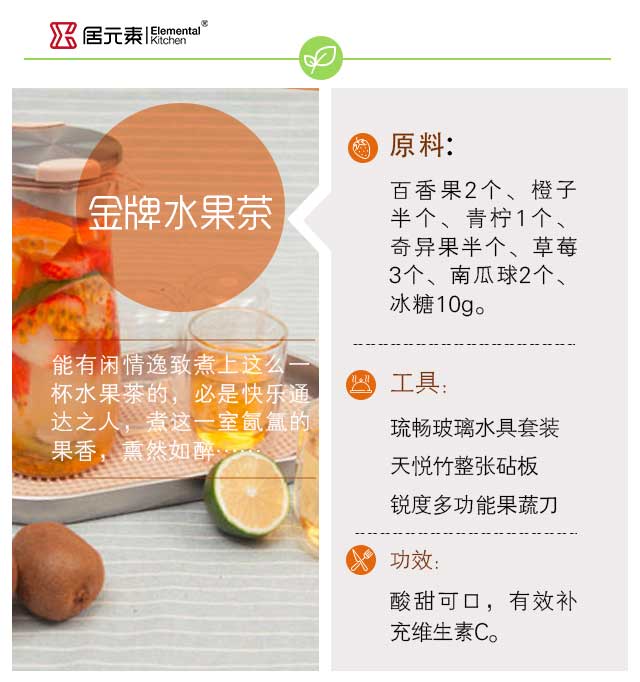 居元素 Elemental Kitchen®
金牌水果茶
能有闲情逸致煮上这么一
杯水果茶的，必是快乐通
达之人，煮这一室氤氲的
果香，熏然如醉……
原料：
百香果2个、橙子
半个、青柠1个、
奇异果半个、草莓
3个、南瓜球2个、
冰糖10g。
工具：
琉畅玻璃水具套装
天悦竹整张砧板
锐度多功能果蔬刀
功效：
酸甜可口，有效补
充维生素C。